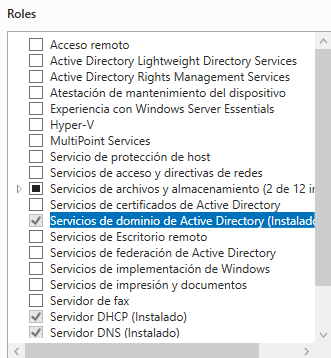 Roles
Acceso remoto
Active Directory Lightweight Directory Services
Active Directory Rights Management Services
Atestación de mantenimiento del dispositivo
Experiencia con Windows Server Essentials
Hyper-V
MultiPoint Services
Servicio de protección de host
Servicios de acceso y directivas de redes
Servicios de archivos y almacenamiento (2 de 12 in
Servicios de certificados de Active Directory
Servicios de dominio de Active Directory (Instalado
Servicios de Escritorio remoto
Servicios de federación de Active Directory
Servicios de implementación de Windows
Servicios de impresión y documentos
Servidor de fax
Servidor DHCP (Instalado)
Servidor DNS (Instalado)